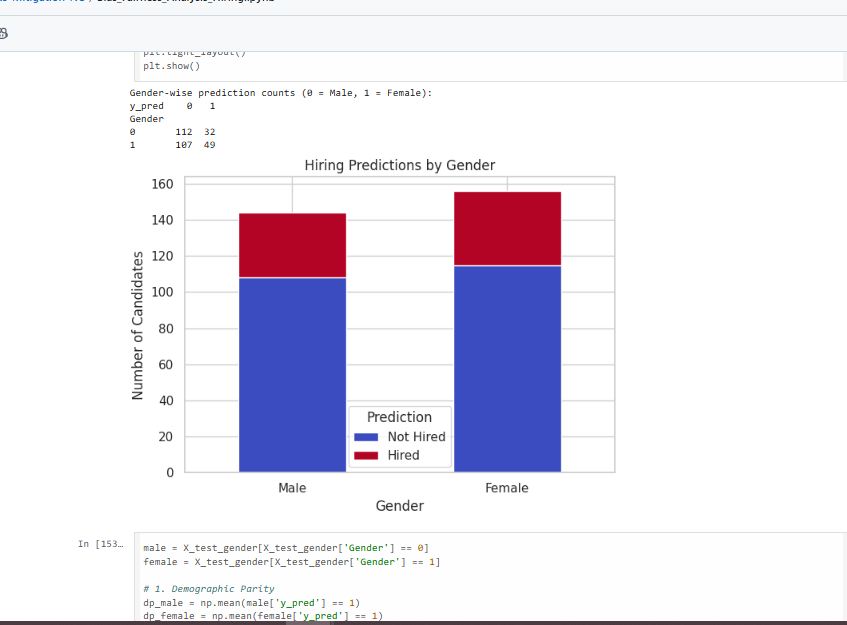 plt.tight_layout()
plt.show()
Gender-wise prediction counts (0 = Male, 1 = Female):
y_pred 0 1
Gender
0 112 32
1 107 49
Hiring Predictions by Gender
160
140
120
100
80
60
40
20
0
Number of Candidates
Prediction
Not Hired
Hired
Male Female
Gender
In [153…
male = X_test_gender[X_test_gender['Gender'] == 0]
female = X_test_gender[X_test_gender['Gender'] == 1]
# 1. Demographic Parity
dp_male = np.mean(male['y_pred'] == 1)
dp_female = np.mean(female['y_pred'] == 1)